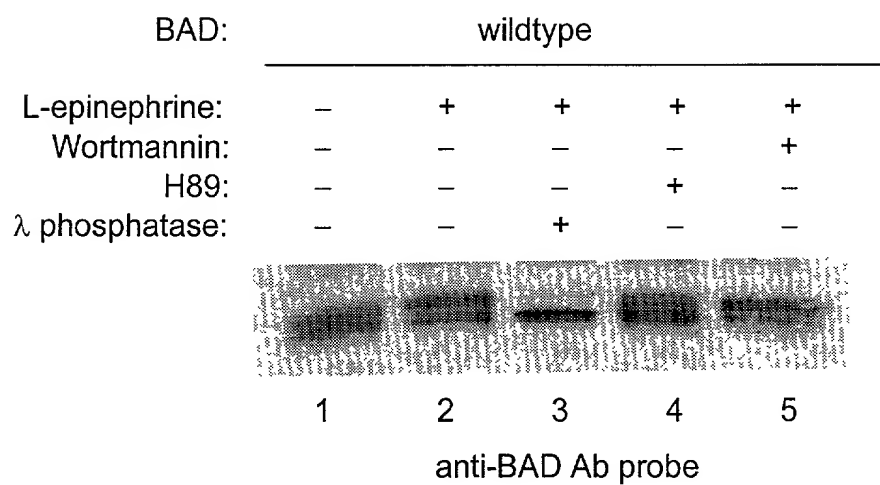 BAD: wildtype
L-epinephrine: – + + + +
Wortmannin: – – – – +
H89: – – – + –
λ phosphatase: – – + – –
1 2 3 4 5
anti-BAD Ab probe